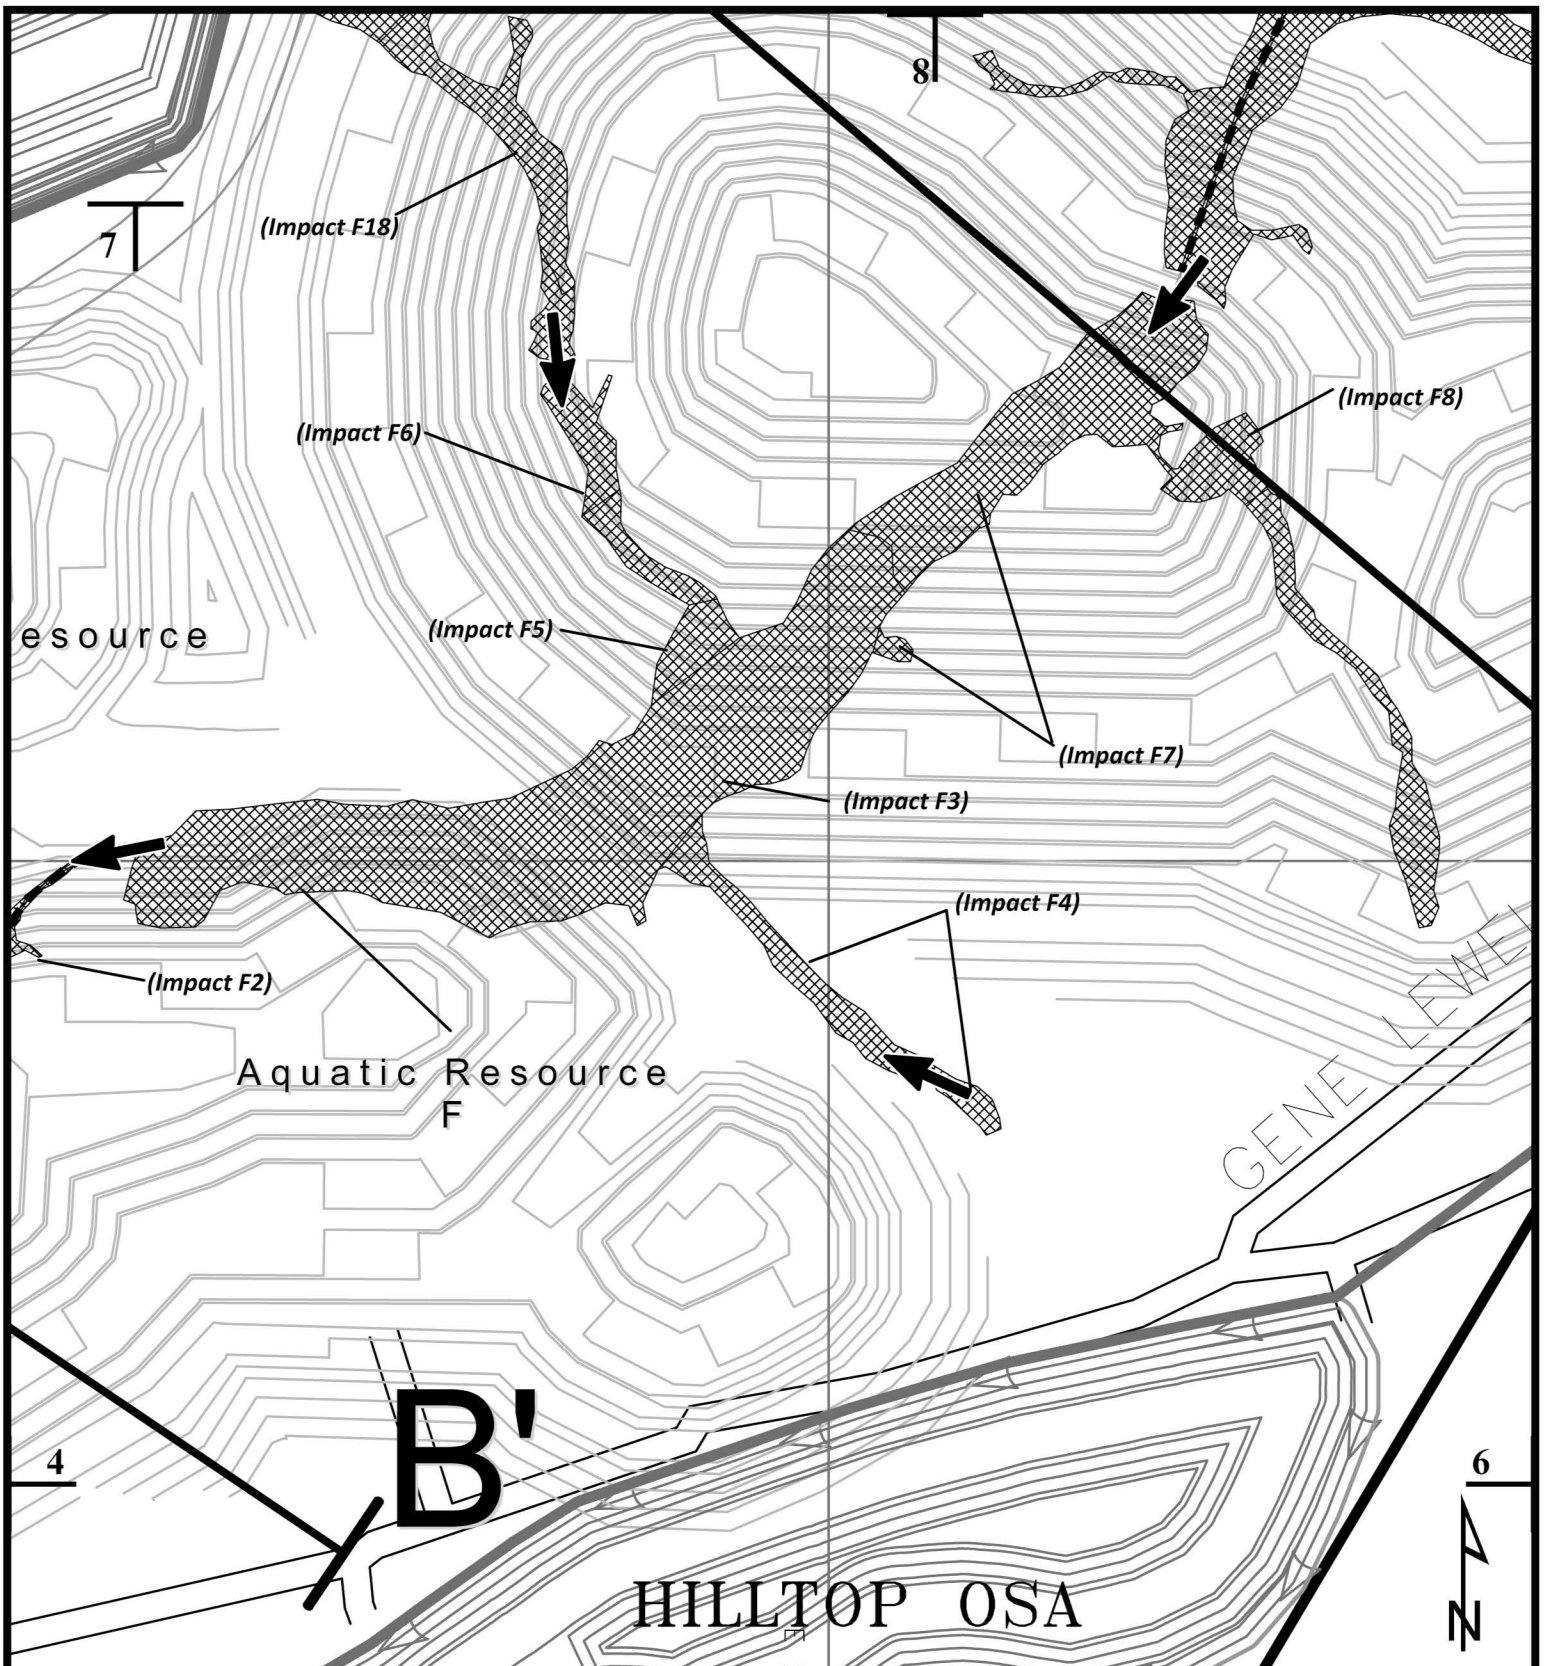 8
7
(Impact F18)
(Impact F8)
(Impact F6)
(Impact F5)
esource
(Impact F7)
(Impact F3)
(Impact F4)
(Impact F2)
Aquatic Resource
F
GENE LEWE
B'
4
6
HILLTOP OSA
N